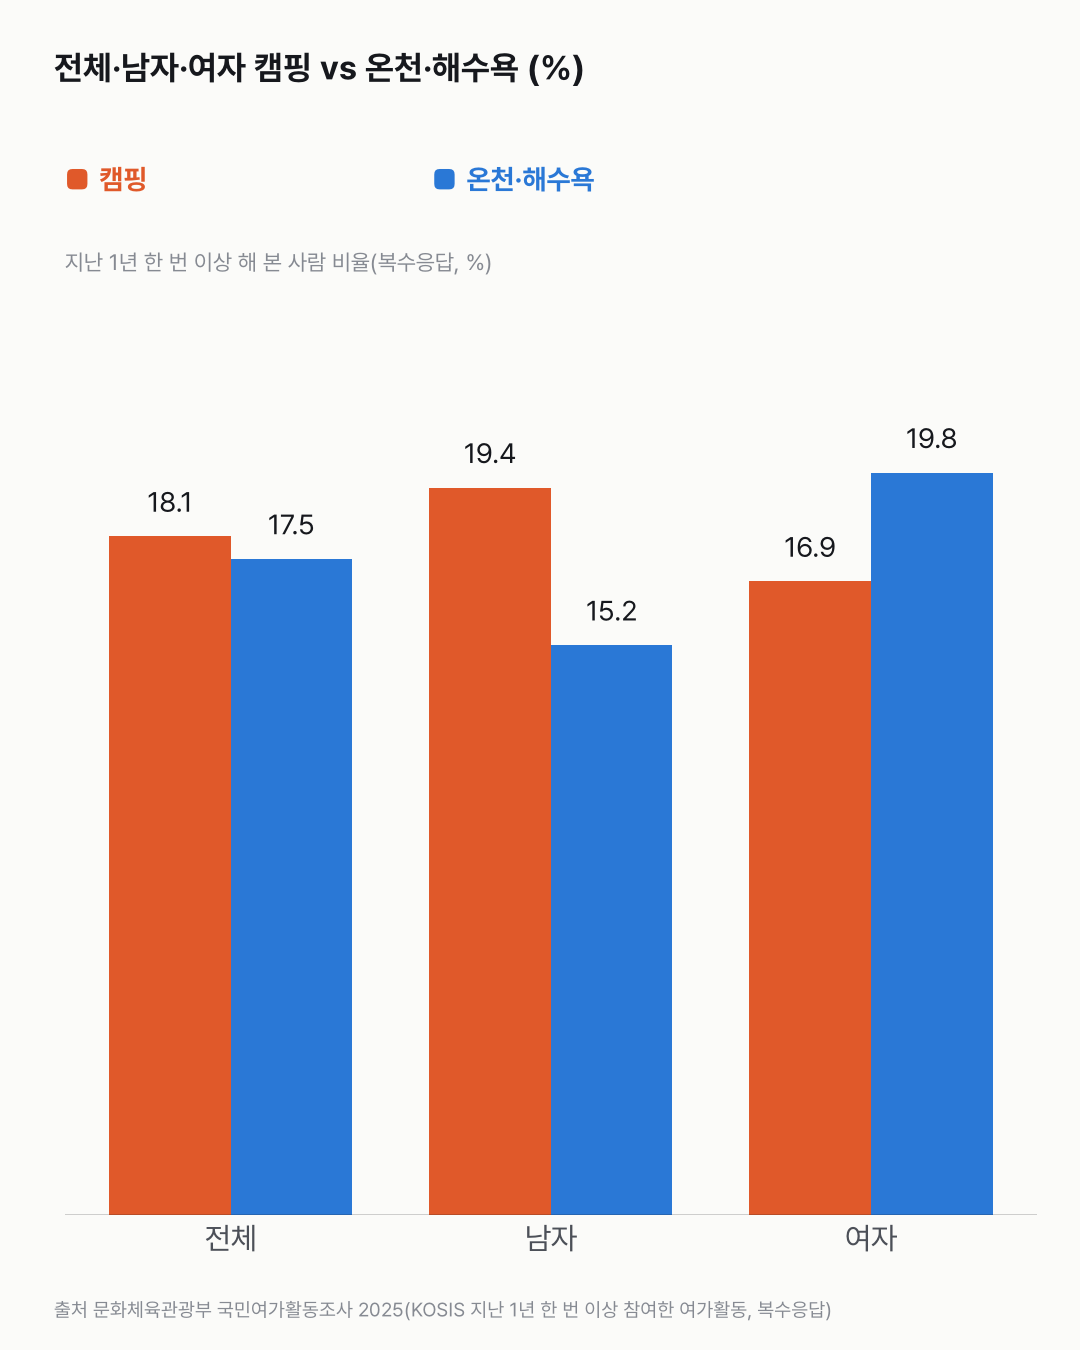 전체·남자·여자 캠핑 vs 온천·해수욕 (%)
캠핑
온천·해수욕
지난 1년 한 번 이상 해 본 사람 비율(복수응답, %)
18.1
17.5
19.4
15.2
16.9
19.8
전체
남자
여자
출처 문화체육관광부 국민여가활동조사 2025(KOSIS 지난 1년 한 번 이상 참여한 여가활동, 복수응답)